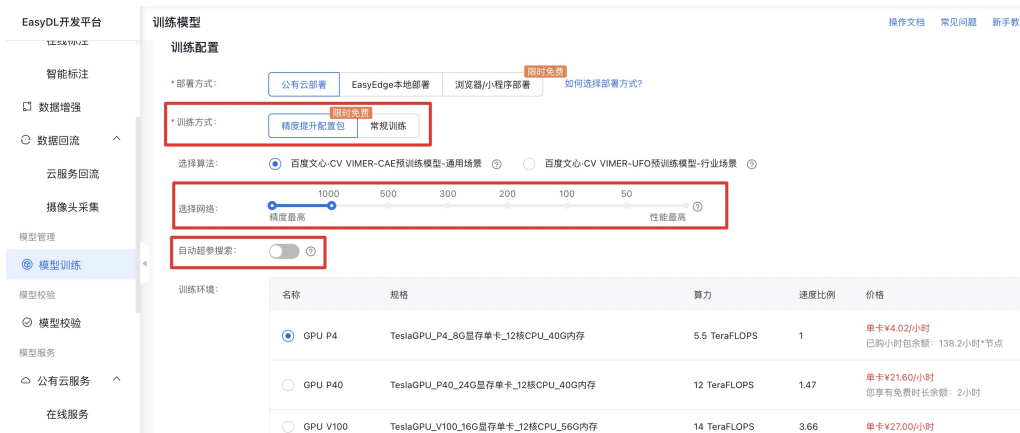 EasyDL开发平台
训练模型
操作文档 常见问题 新手教
在线标注
智能标注
数据增强
数据回流
云服务回流
摄像头采集
模型管理
模型训练
模型校验
模型校验
模型服务
公有云服务
在线服务
训练配置
*部署方式: 公有云部署 EasyEdge本地部署 浏览器/小程序部署 限时免费 如何选择部署方式?
*训练方式: 精度提升配置包 限时免费 常规训练
选择算法: 百度文心·CV VIMER-CAE预训练模型-通用场景 ? 百度文心·CV VIMER-UFO预训练模型-行业场景 ?
1000 500 300 200 100 50
选择网络: ?
精度最高 性能最高
自动超参搜索: ?
训练环境:
名称 规格 算力 速度比例 价格
GPU P4 TeslaGPU_P4_8G显存单卡_12核CPU_40G内存 5.5 TeraFLOPS 1 单卡¥4.02/小时
已购小时包余额: 138.2小时*节点
GPU P40 TeslaGPU_P40_24G显存单卡_12核CPU_40G内存 12 TeraFLOPS 1.47 单卡¥21.60/小时
您享有免费时长余额: 2小时
GPU V100 TeslaGPU_V100_16G显存单卡_12核CPU_56G内存 14 TeraFLOPS 3.66 单卡¥27.00/小时